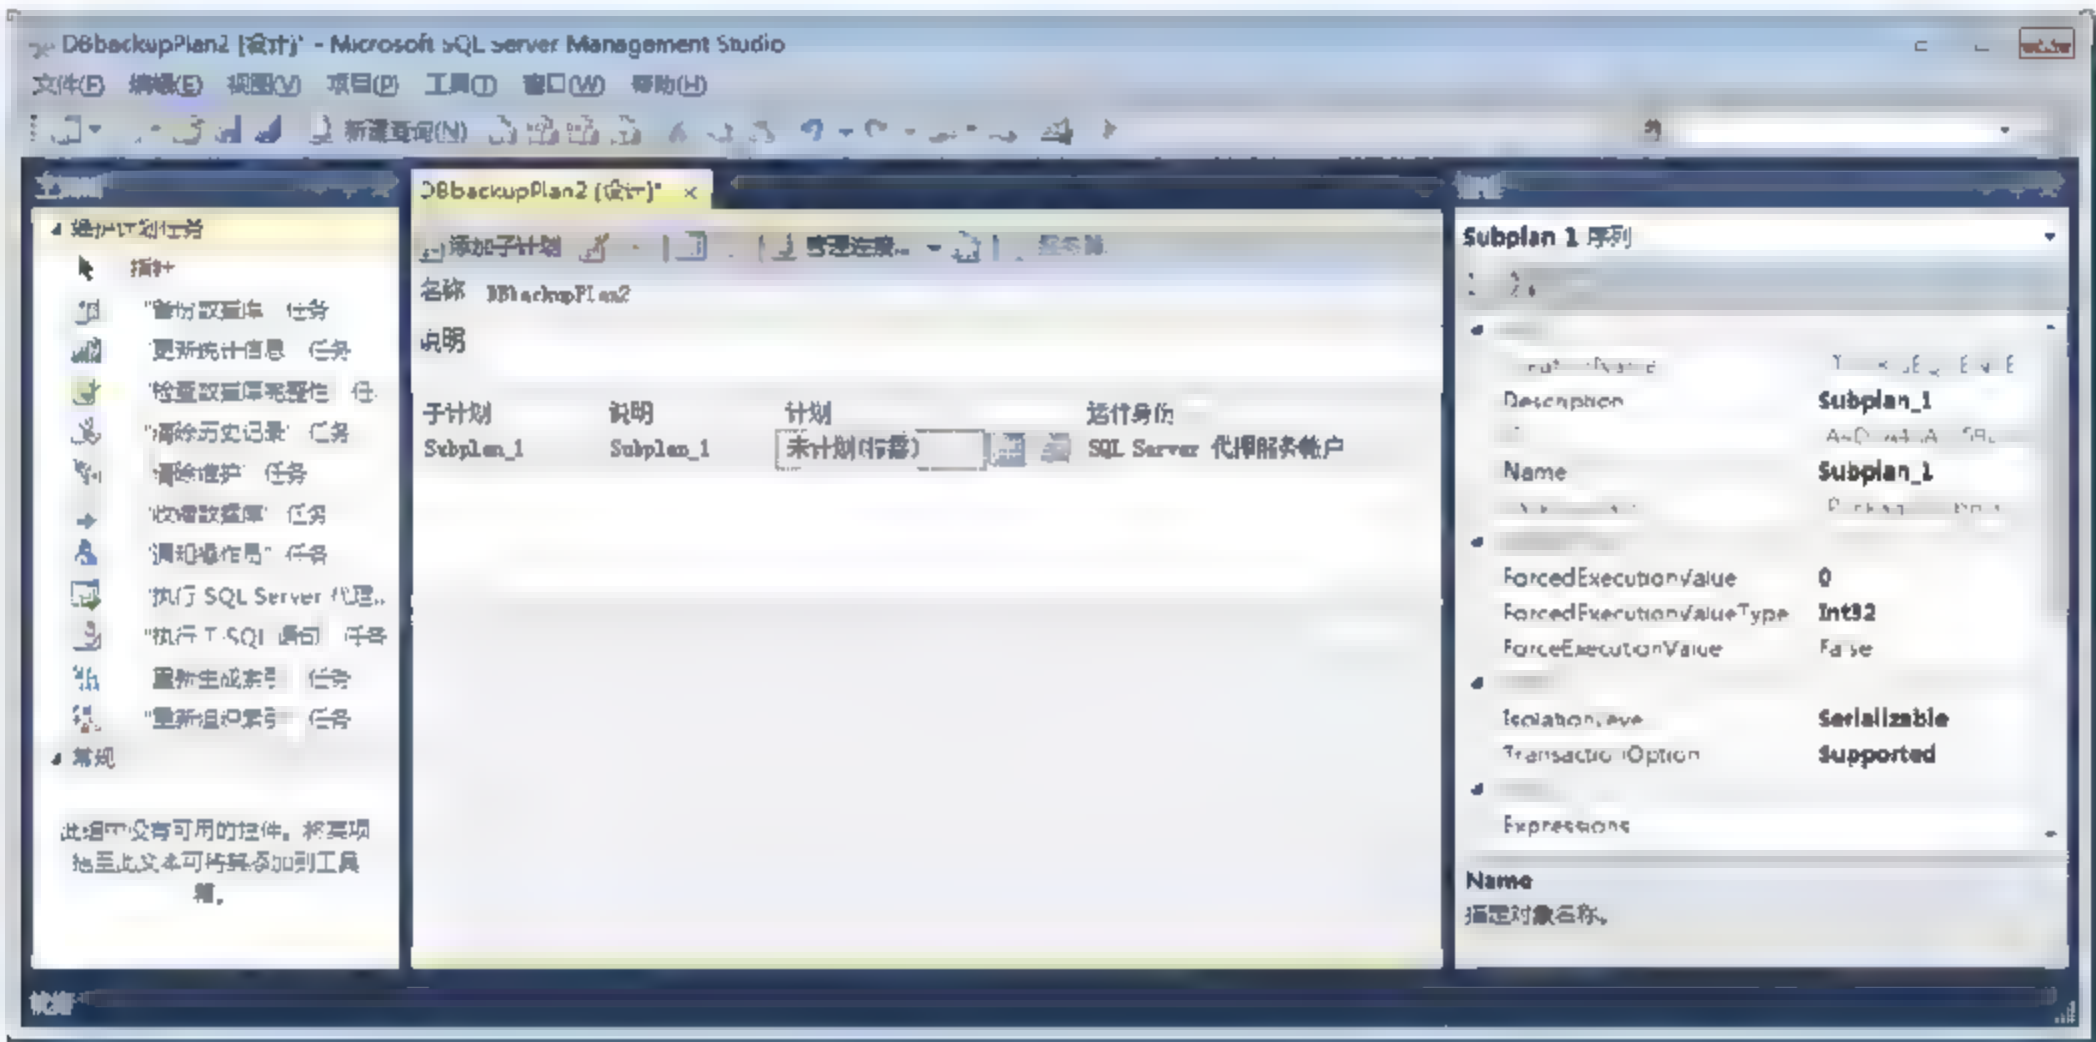 DBbackupPlan2 [设计]* - Microsoft SQL Server Management Studio
文件(F) 编辑(E) 视图(V) 项目(P) 工具(T) 窗口(W) 帮助(H)
新建查询(N)
DBbackupPlan2 [设计]* ×
维护计划任务
指针
"备份数据库" 任务
"更新统计信息" 任务
"检查数据库完整性" 任
"清除历史记录" 任务
"清除维护" 任务
"收缩数据库" 任务
"通知操作员" 任务
"执行 SQL Server 代理...
"执行 T-SQL 语句" 任务
"重新生成索引" 任务
"重新组织索引" 任务
常规
此组中没有可用的控件。将某项
拖至此文本可将其添加到工具
箱。
添加子计划 管理连接...
名称 DBbackupPlan2
说明
子计划 说明 计划 运行身份
Subplan_1 Subplan_1 未计划(按需) SQL Server 代理服务帐户
Subplan_1 序列
Description Subplan_1
Name Subplan_1
ForcedExecutionValue 0
ForcedExecutionValueType Int32
ForceExecutionValue False
IsolationLevel Serializable
TransactionOption Supported
Expressions
Name
指定对象名称。
就绪